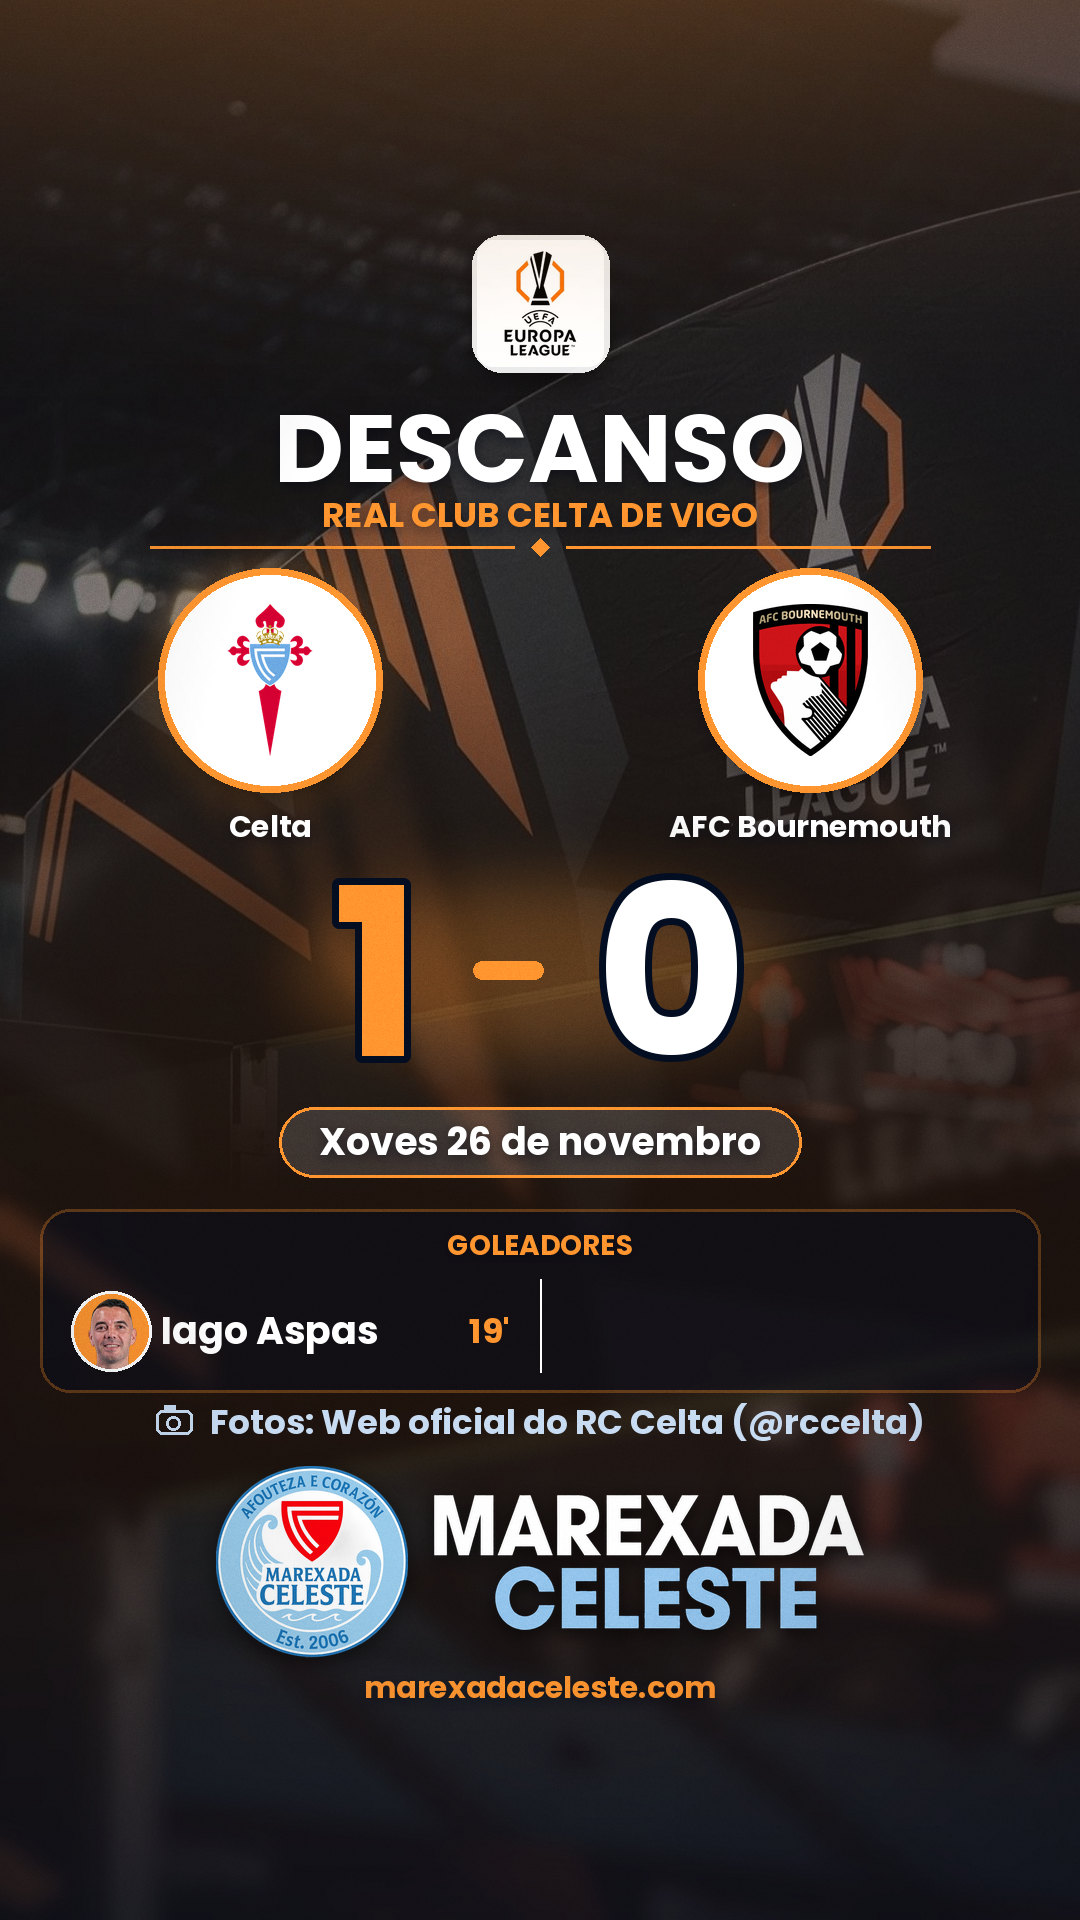 UEFA
EUROPA
LEAGUE™
DESCANSO
REAL CLUB CELTA DE VIGO
AFC BOURNEMOUTH
LEAGUE™
Celta
AFC Bournemouth
1 - 0
Xoves 26 de novembro
GOLEADORES
Iago Aspas 19'
Fotos: Web oficial do RC Celta (@rccelta)
AFOUTEZA E CORAZÓN
MAREXADA
CELESTE
Est. 2006
MAREXADA
CELESTE
marexadaceleste.com